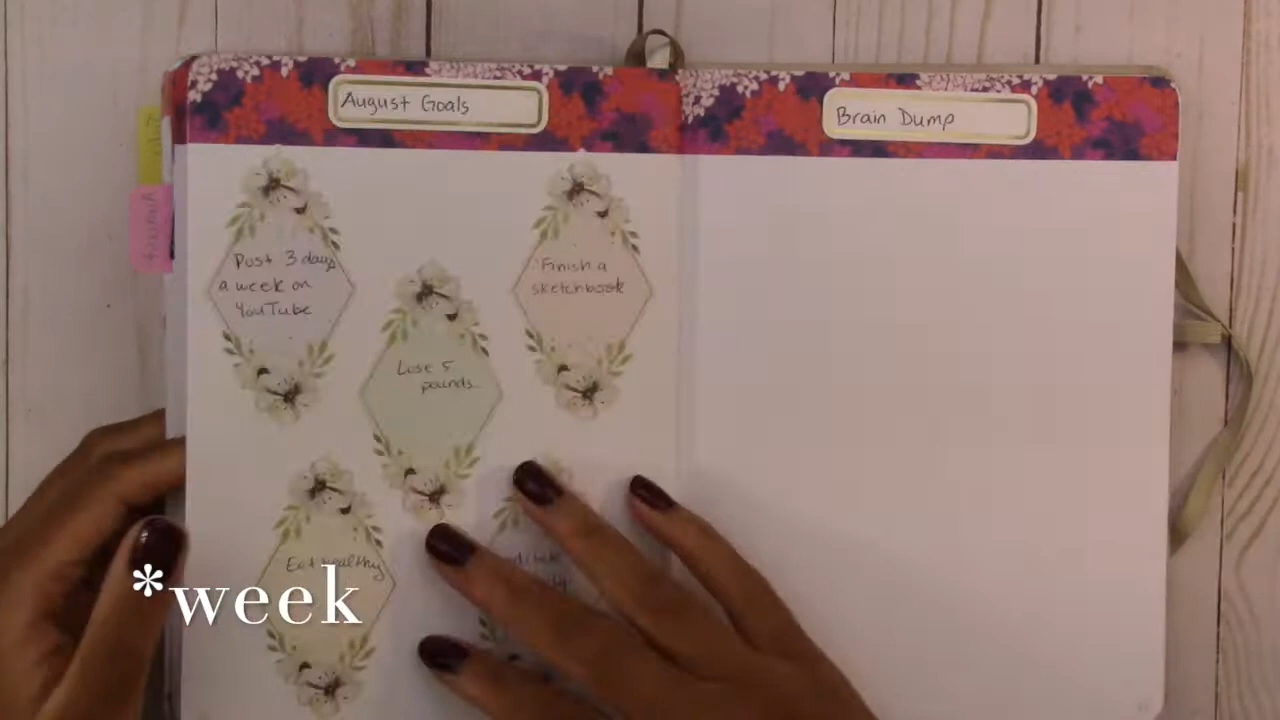 August Goals
Brain Dump
Post 3 days
a week on
YouTube
Finish a
sketchbook
Lose 5
pounds
Eat healthy
*week